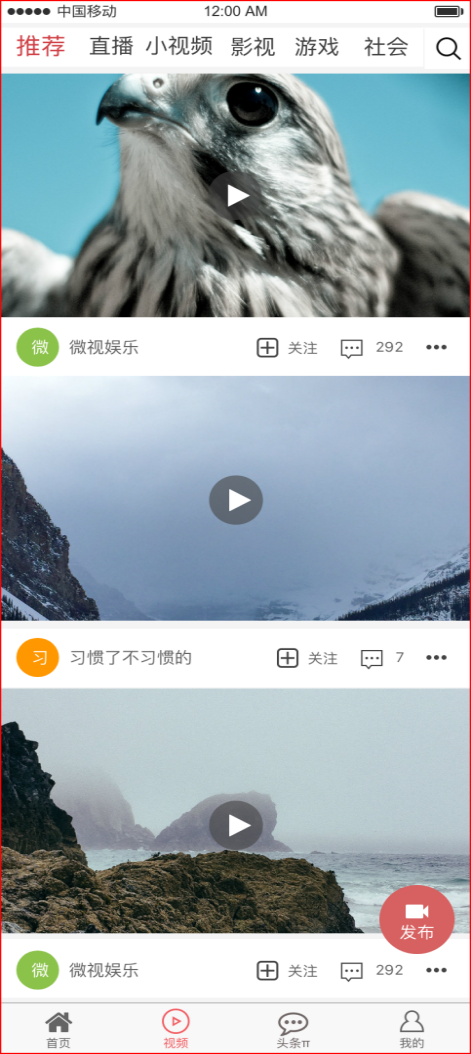 中国移动 12:00 AM
推荐 直播 小视频 影视 游戏 社会
微 微视娱乐 关注 292
习 习惯了不习惯的 关注 7
发布
微 微视娱乐 关注 292
首页 视频 头条π 我的